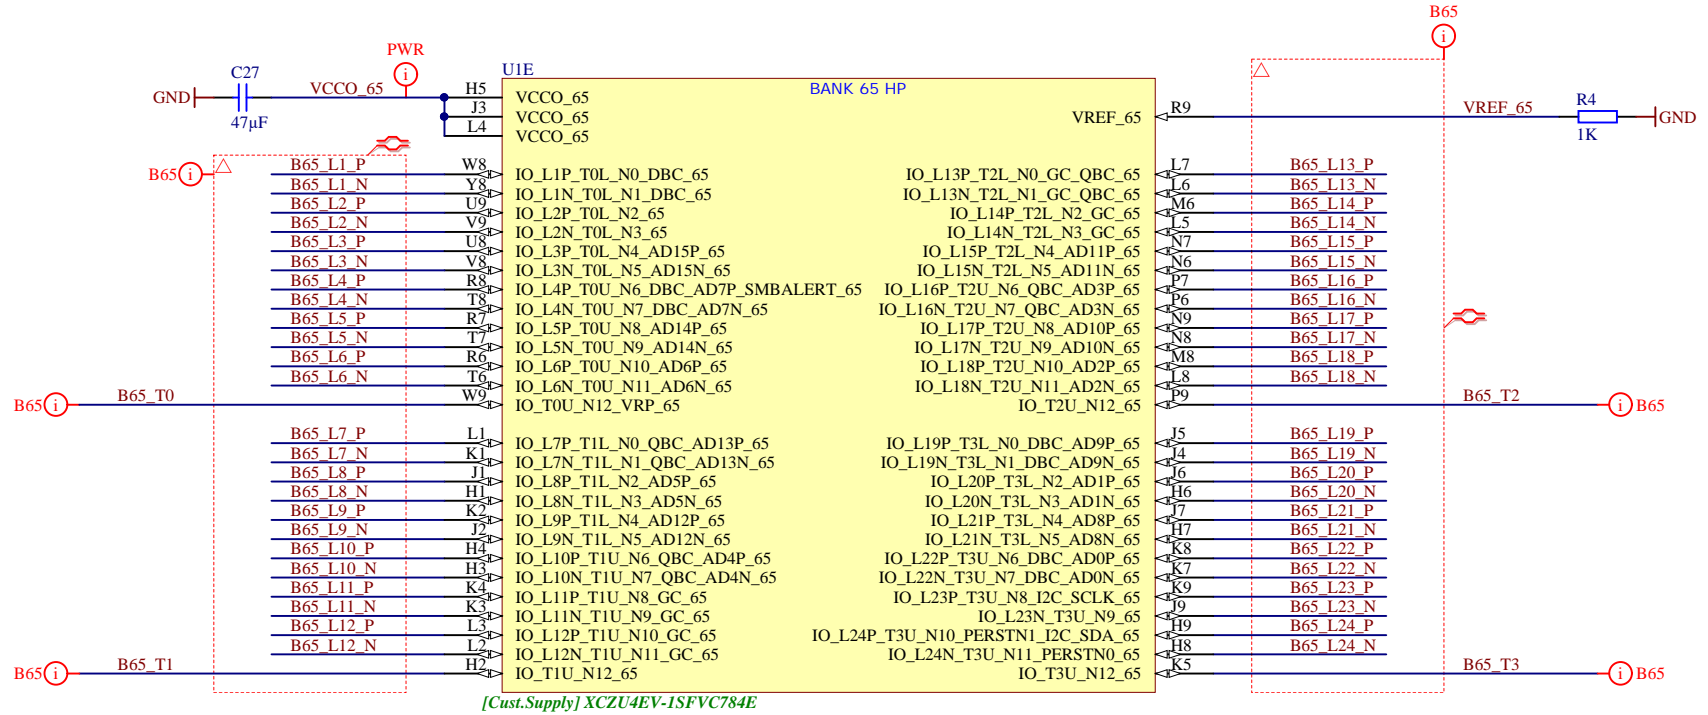 B65
i
PWR
i
U1E
BANK 65 HP
C27
GND VCCO_65 H5 VCCO_65
47µF
J3 VCCO_65 VREF_65 R9 VREF_65 R4 GND
1K
L4 VCCO_65
B65 i
B65_L1_P W8 IO_L1P_T0L_N0_DBC_65 IO_L13P_T2L_N0_GC_QBC_65 L7 B65_L13_P
B65_L1_N Y8 IO_L1N_T0L_N1_DBC_65 IO_L13N_T2L_N1_GC_QBC_65 L6 B65_L13_N
B65_L2_P U9 IO_L2P_T0L_N2_65 IO_L14P_T2L_N2_GC_65 M6 B65_L14_P
B65_L2_N V9 IO_L2N_T0L_N3_65 IO_L14N_T2L_N3_GC_65 L5 B65_L14_N
B65_L3_P U8 IO_L3P_T0L_N4_AD15P_65 IO_L15P_T2L_N4_AD11P_65 N7 B65_L15_P
B65_L3_N V8 IO_L3N_T0L_N5_AD15N_65 IO_L15N_T2L_N5_AD11N_65 N6 B65_L15_N
B65_L4_P R8 IO_L4P_T0U_N6_DBC_AD7P_SMBALERT_65 IO_L16P_T2U_N6_QBC_AD3P_65 P7 B65_L16_P
B65_L4_N T8 IO_L4N_T0U_N7_DBC_AD7N_65 IO_L16N_T2U_N7_QBC_AD3N_65 P6 B65_L16_N
B65_L5_P R7 IO_L5P_T0U_N8_AD14P_65 IO_L17P_T2U_N8_AD10P_65 N9 B65_L17_P
B65_L5_N T7 IO_L5N_T0U_N9_AD14N_65 IO_L17N_T2U_N9_AD10N_65 N8 B65_L17_N
B65_L6_P R6 IO_L6P_T0U_N10_AD6P_65 IO_L18P_T2U_N10_AD2P_65 M8 B65_L18_P
B65_L6_N T6 IO_L6N_T0U_N11_AD6N_65 IO_L18N_T2U_N11_AD2N_65 L8 B65_L18_N
B65 i B65_T0 W9 IO_T0U_N12_VRP_65 IO_T2U_N12_65 P9 B65_T2 i B65
B65_L7_P L1 IO_L7P_T1L_N0_QBC_AD13P_65 IO_L19P_T3L_N0_DBC_AD9P_65 J5 B65_L19_P
B65_L7_N K1 IO_L7N_T1L_N1_QBC_AD13N_65 IO_L19N_T3L_N1_DBC_AD9N_65 J4 B65_L19_N
B65_L8_P J1 IO_L8P_T1L_N2_AD5P_65 IO_L20P_T3L_N2_AD1P_65 J6 B65_L20_P
B65_L8_N H1 IO_L8N_T1L_N3_AD5N_65 IO_L20N_T3L_N3_AD1N_65 H6 B65_L20_N
B65_L9_P K2 IO_L9P_T1L_N4_AD12P_65 IO_L21P_T3L_N4_AD8P_65 J7 B65_L21_P
B65_L9_N J2 IO_L9N_T1L_N5_AD12N_65 IO_L21N_T3L_N5_AD8N_65 H7 B65_L21_N
B65_L10_P H4 IO_L10P_T1U_N6_QBC_AD4P_65 IO_L22P_T3U_N6_DBC_AD0P_65 K8 B65_L22_P
B65_L10_N H3 IO_L10N_T1U_N7_QBC_AD4N_65 IO_L22N_T3U_N7_DBC_AD0N_65 K7 B65_L22_N
B65_L11_P K4 IO_L11P_T1U_N8_GC_65 IO_L23P_T3U_N8_I2C_SCLK_65 K9 B65_L23_P
B65_L11_N K3 IO_L11N_T1U_N9_GC_65 IO_L23N_T3U_N9_65 J9 B65_L23_N
B65_L12_P L3 IO_L12P_T1U_N10_GC_65 IO_L24P_T3U_N10_PERSTN1_I2C_SDA_65 H9 B65_L24_P
B65_L12_N L2 IO_L12N_T1U_N11_GC_65 IO_L24N_T3U_N11_PERSTN0_65 H8 B65_L24_N
B65 i B65_T1 H2 IO_T1U_N12_65 IO_T3U_N12_65 K5 B65_T3 i B65
[Cust.Supply] XCZU4EV-1SFVC784E